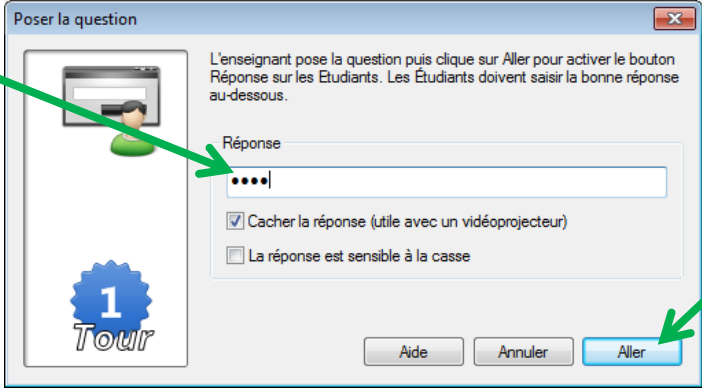 Poser la question
L'enseignant pose la question puis clique sur Aller pour activer le bouton
Réponse sur les Etudiants. Les Étudiants doivent saisir la bonne réponse
au-dessous.
Réponse
••••
Cacher la réponse (utile avec un vidéoprojecteur)
La réponse est sensible à la casse
1
Tour
Aide
Annuler
Aller